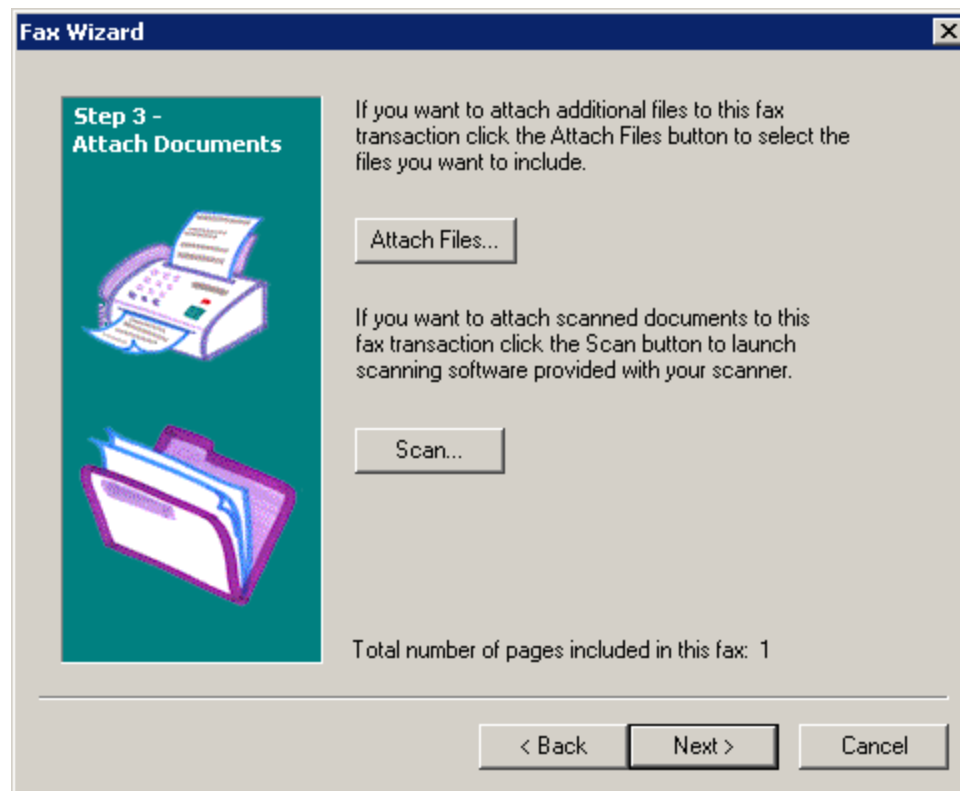 Fax Wizard
Step 3 -
Attach Documents
If you want to attach additional files to this fax
transaction click the Attach Files button to select the
files you want to include.
Attach Files...
If you want to attach scanned documents to this
fax transaction click the Scan button to launch
scanning software provided with your scanner.
Scan...
Total number of pages included in this fax: 1
< Back
Next >
Cancel